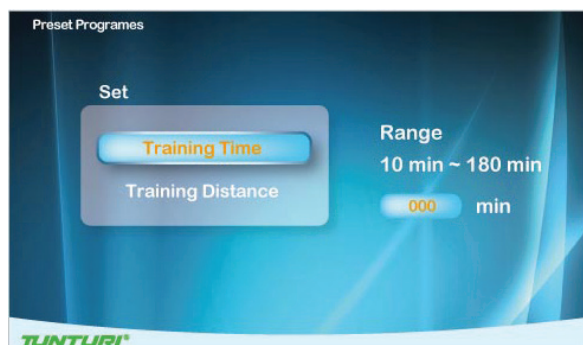 Preset Programes
Set
Training Time
Training Distance
Range
10 min ~ 180 min
000 min
TUNTURI®